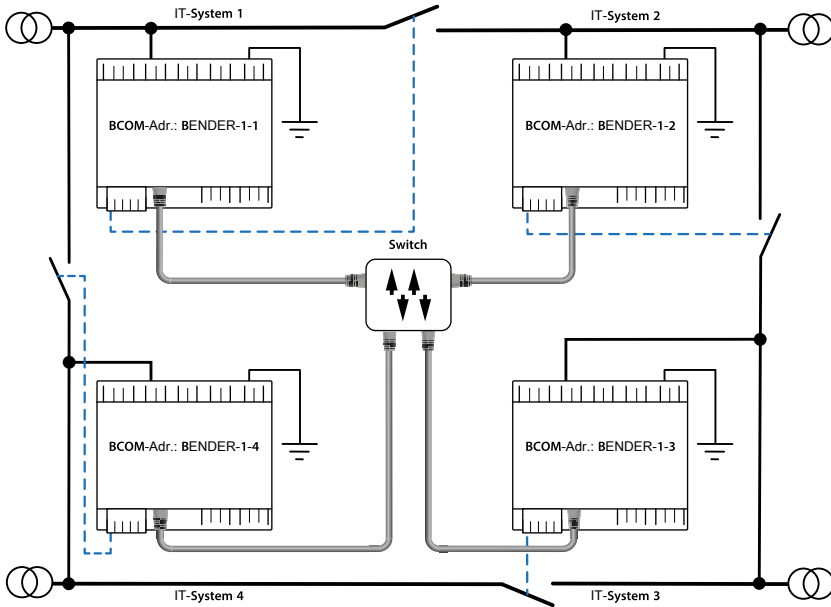 IT-System 1
IT-System 2
BCOM-Adr.: BENDER-1-1
BCOM-Adr.: BENDER-1-2
Switch
BCOM-Adr.: BENDER-1-4
BCOM-Adr.: BENDER-1-3
IT-System 4
IT-System 3